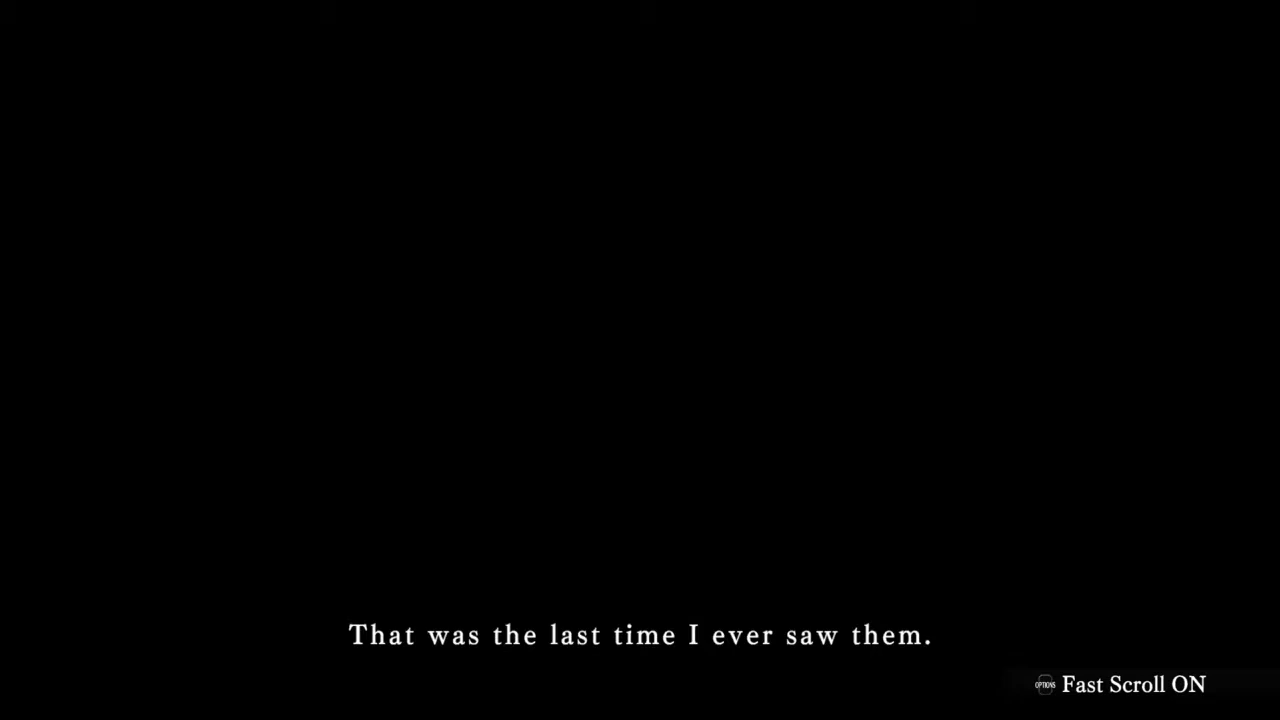 That was the last time I ever saw them.
OPTIONS Fast Scroll ON